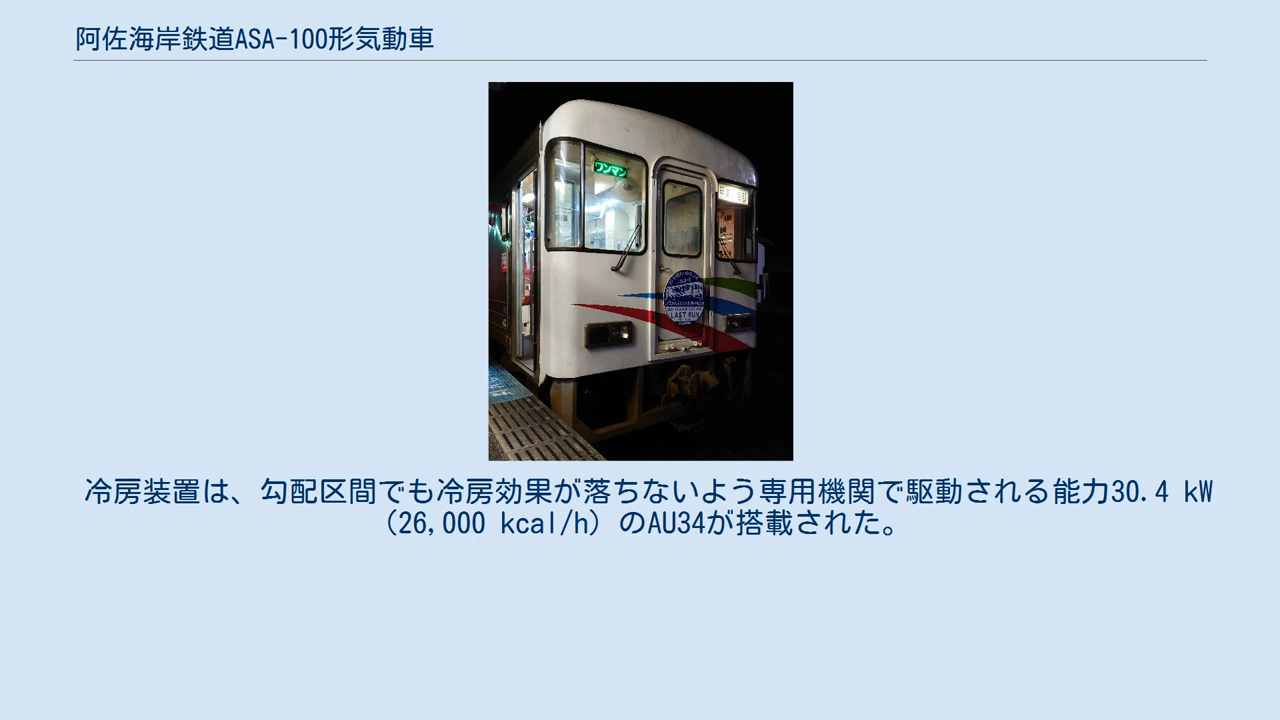 阿佐海岸鉄道ASA-100形気動車
ワンマン
LAST RUN
冷房装置は、勾配区間でも冷房効果が落ちないよう専用機関で駆動される能力30.4 kW
（26,000 kcal/h）のAU34が搭載された。